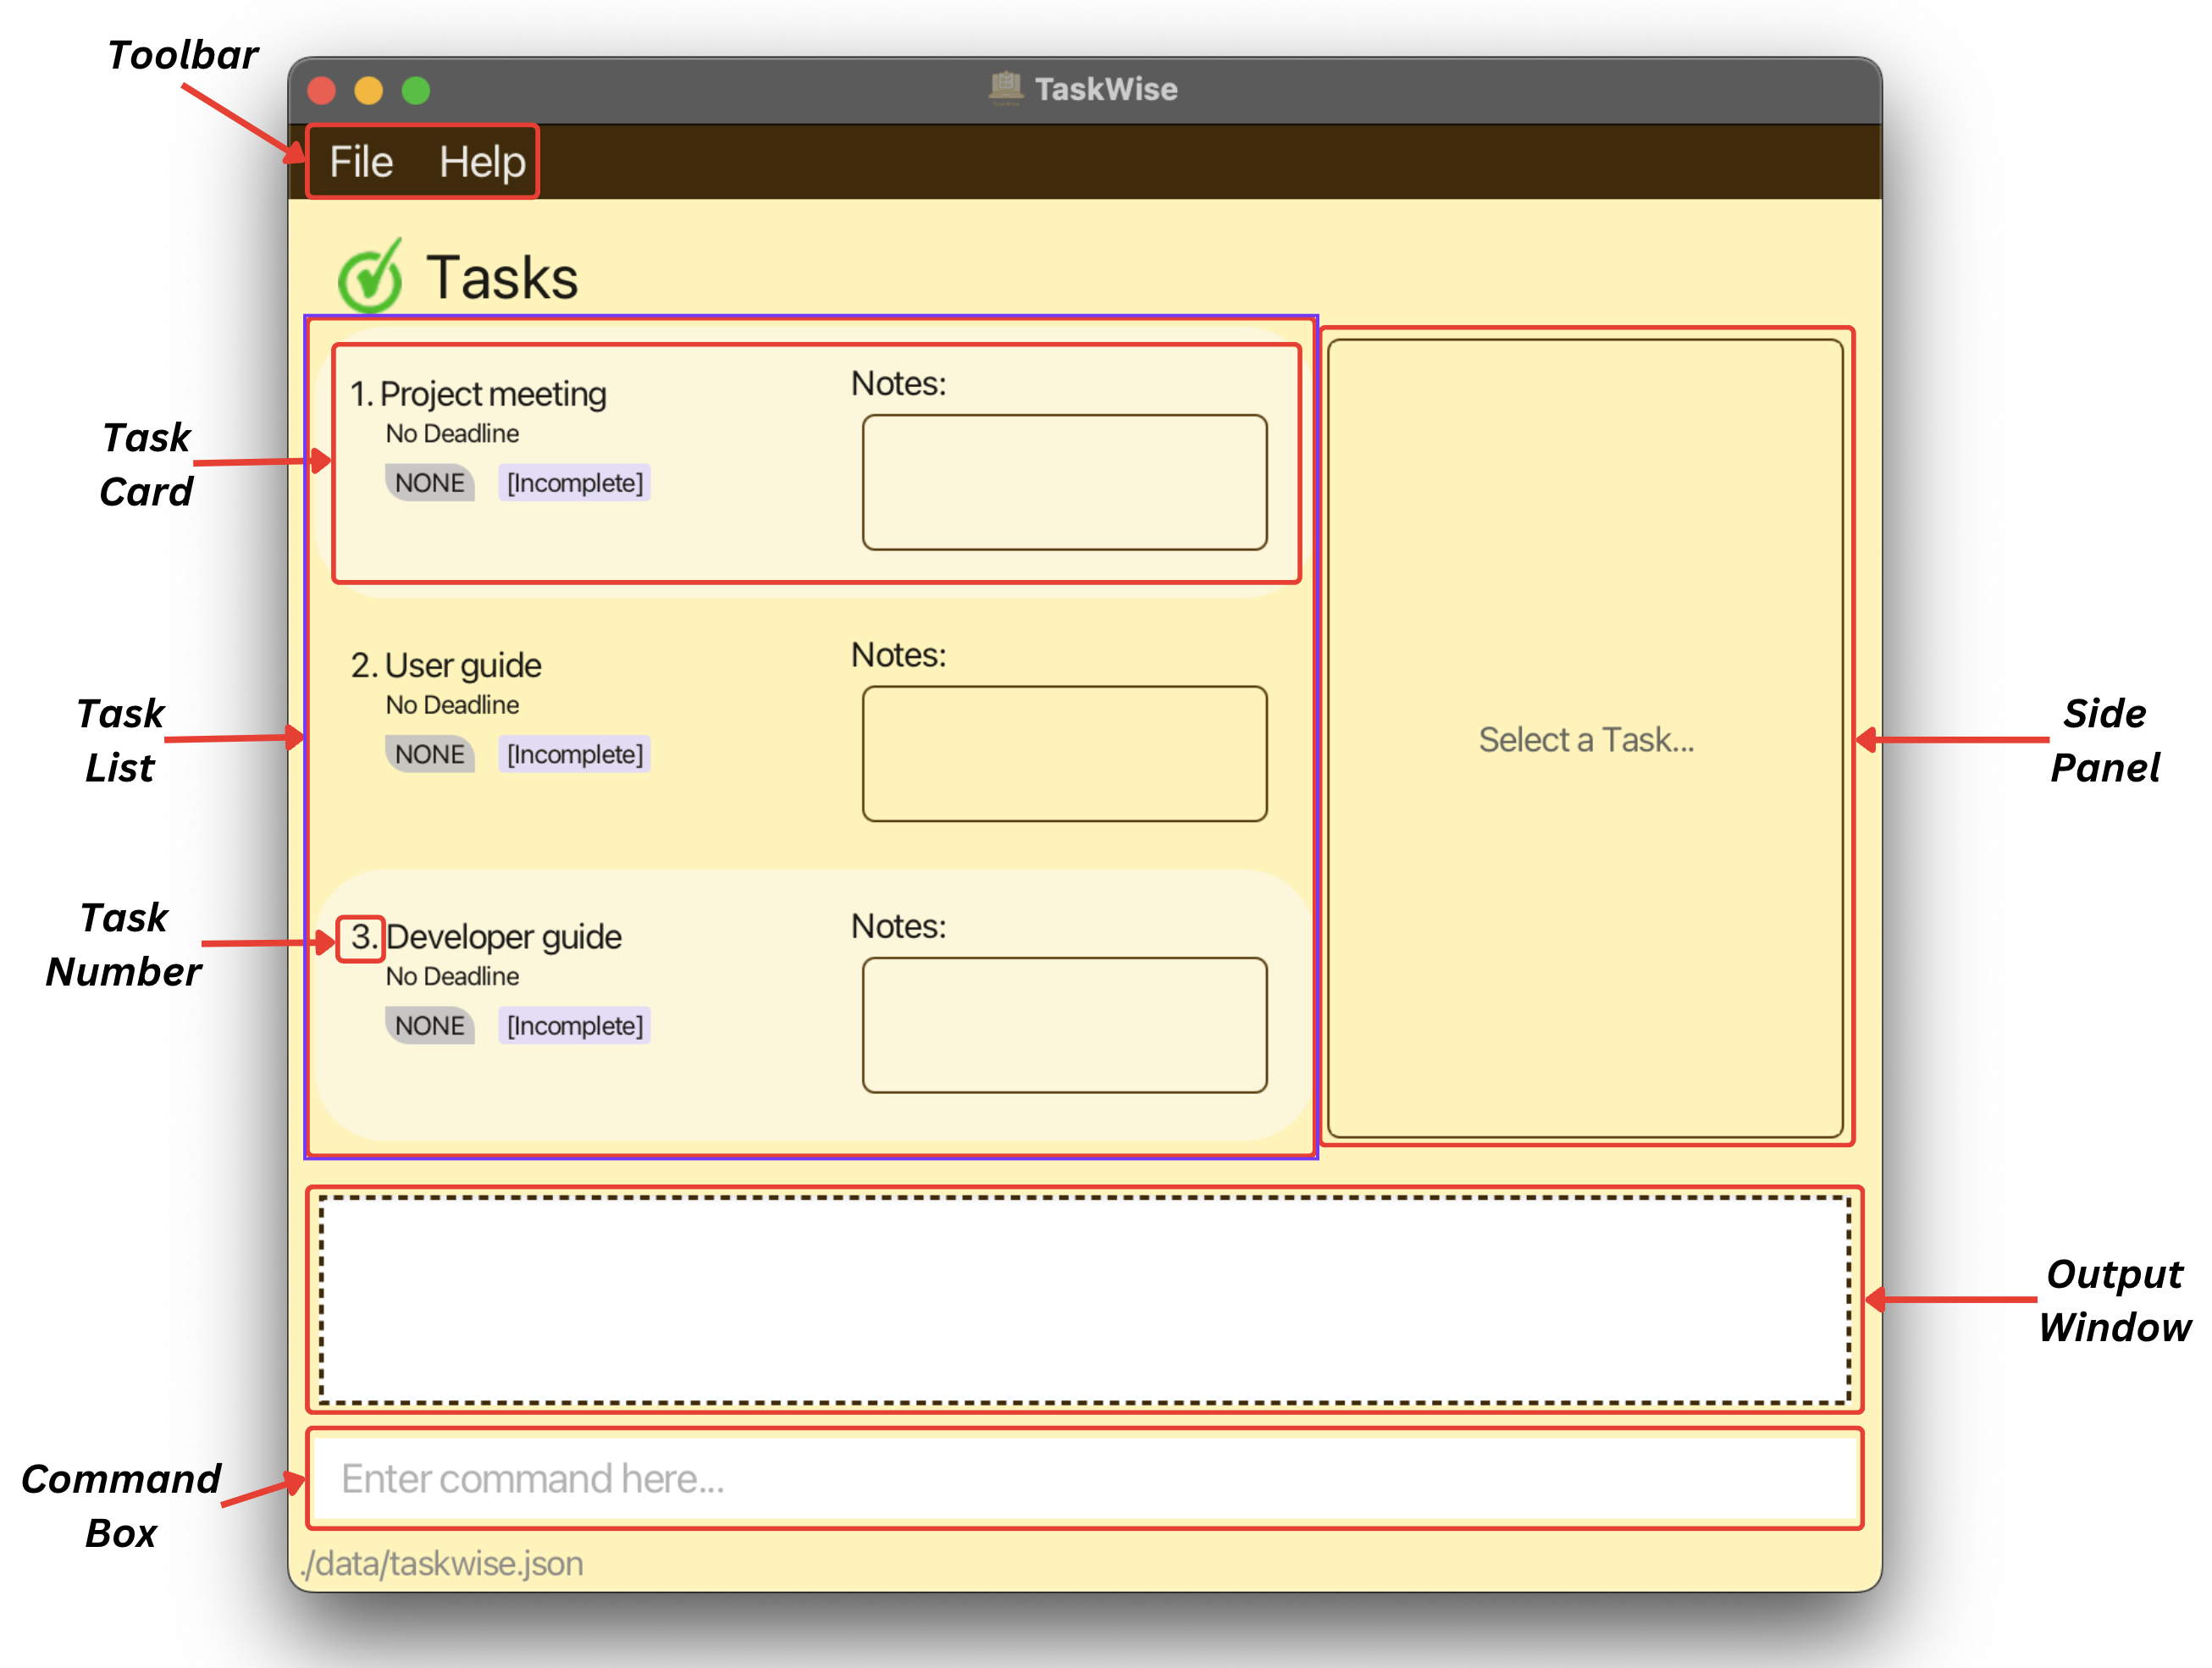 Toolbar
TaskWise
File Help
Tasks
Task
Card
1. Project meeting
No Deadline
NONE [Incomplete]
Notes:
Task
List
2. User guide
No Deadline
NONE [Incomplete]
Notes:
Select a Task...
Side
Panel
Task
Number
3. Developer guide
No Deadline
NONE [Incomplete]
Notes:
Output
Window
Command
Box
Enter command here...
./data/taskwise.json